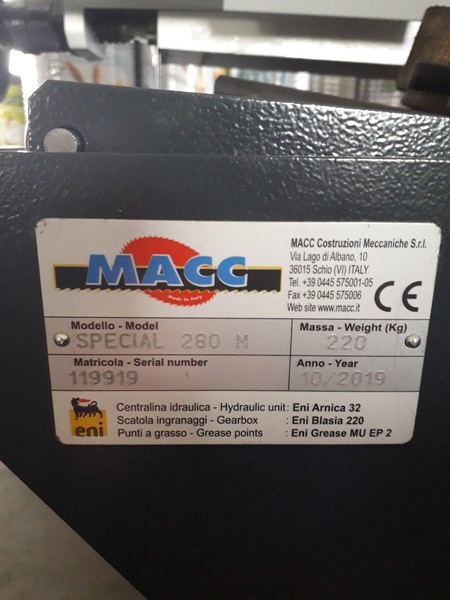 MACC
Made in Italy
MACC Costruzioni Meccaniche S.r.l.
Via Lago di Albano, 10
36015 Schio (VI) ITALY
Tel. +39 0445 575001-05
Fax +39 0445 575006
Web site www.macc.it
CE
Modello - Model
SPECIAL 280 M
Massa - Weight (Kg)
220
Matricola - Serial number
119919
Anno - Year
10/2019
eni
Centralina idraulica - Hydraulic unit: Eni Arnica 32
Scatola ingranaggi - Gearbox : Eni Blasia 220
Punti a grasso - Grease points : Eni Grease MU EP 2